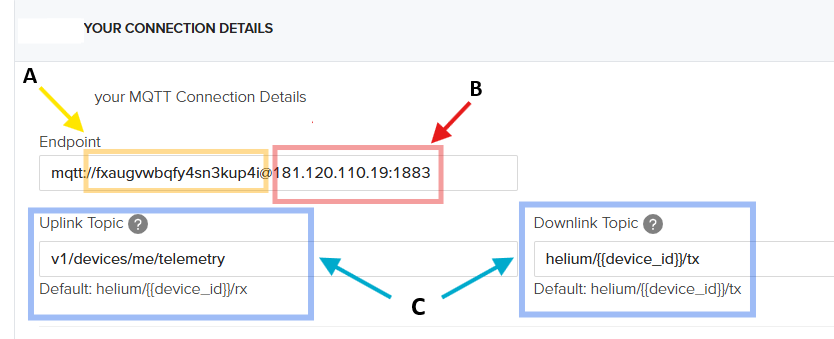 YOUR CONNECTION DETAILS
A
your MQTT Connection Details
B
Endpoint
mqtt://fxaugvwbqfy4sn3kup4i@181.120.110.19:1883
Uplink Topic ?
Downlink Topic ?
v1/devices/me/telemetry
helium/{{device_id}}/tx
Default: helium/{{device_id}}/rx
Default: helium/{{device_id}}/tx
C